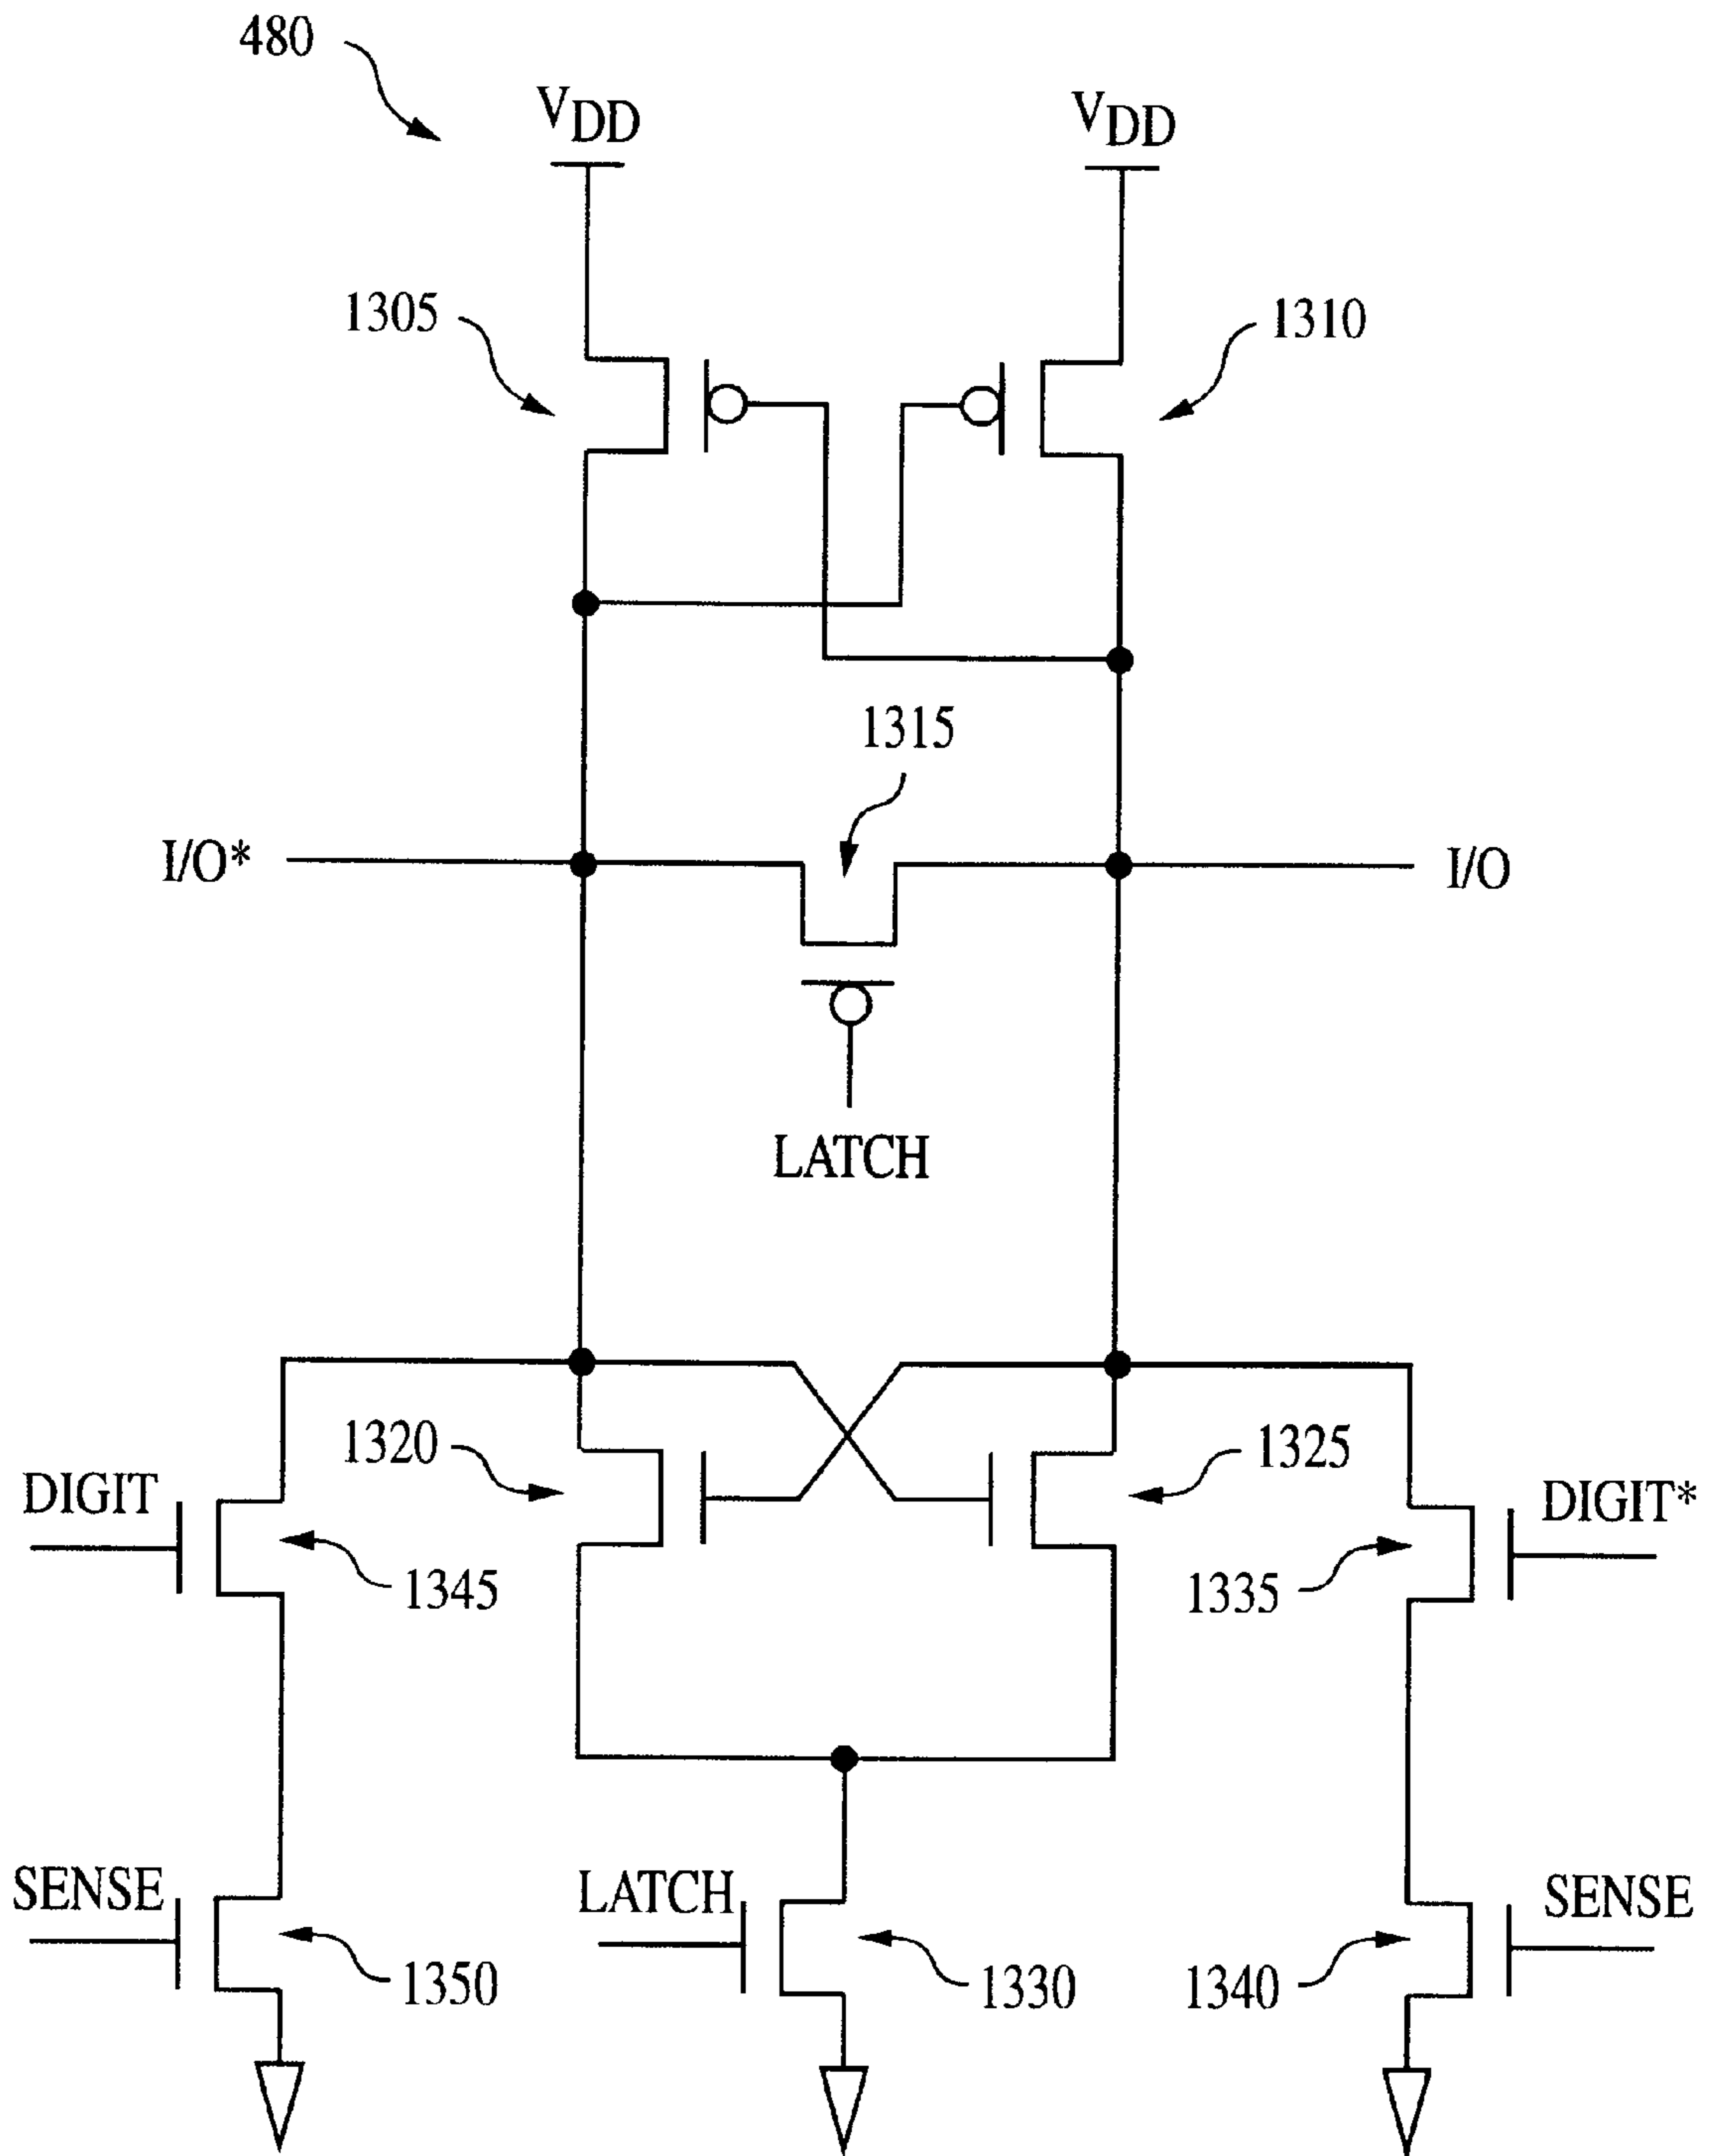 480
VDD
VDD
1305
1310
1315
I/O*
I/O
LATCH
1320
1325
DIGIT
DIGIT*
1345
1335
SENSE
LATCH
SENSE
1350
1330
1340